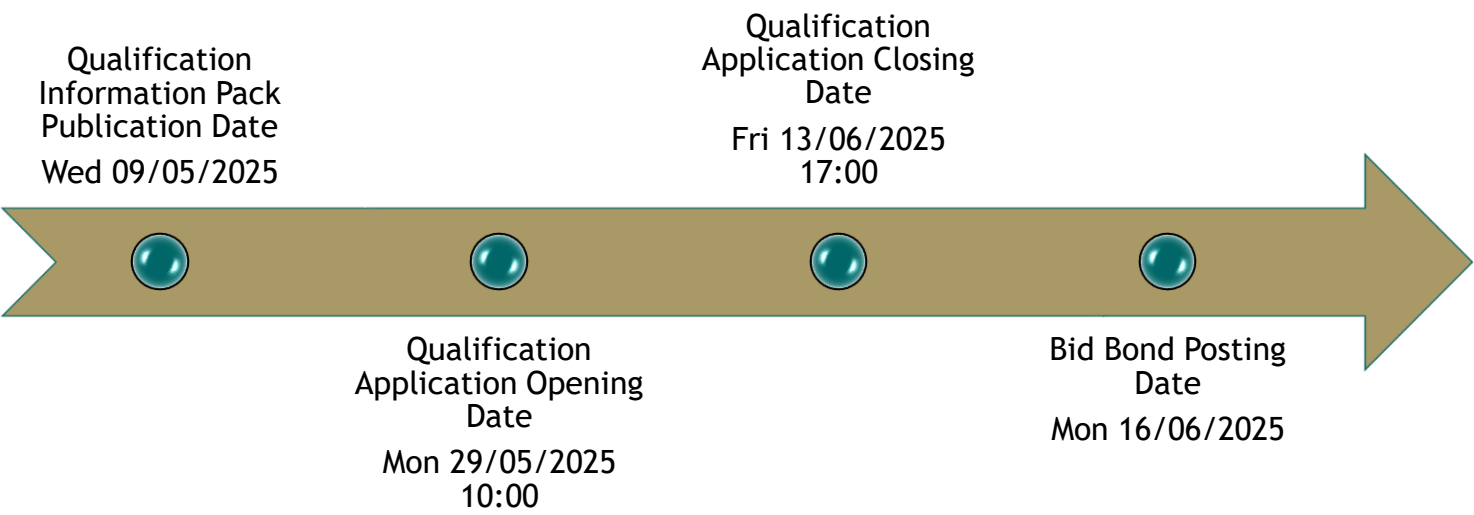 Qualification
Information Pack
Publication Date
Wed 09/05/2025
Qualification
Application Opening
Date
Mon 29/05/2025
10:00
Qualification
Application Closing
Date
Fri 13/06/2025
17:00
Bid Bond Posting
Date
Mon 16/06/2025